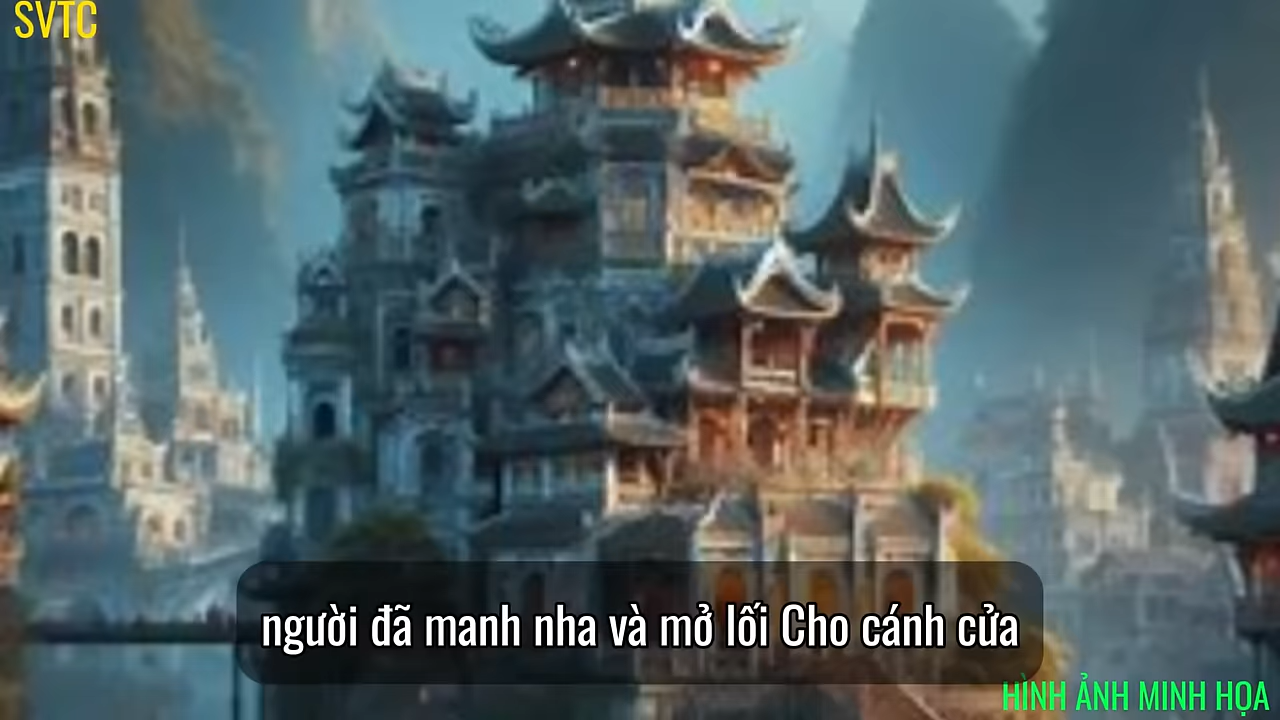 SVTC
người đã manh nha và mở lối Cho cánh cửa
HÌNH ẢNH MINH HỌA